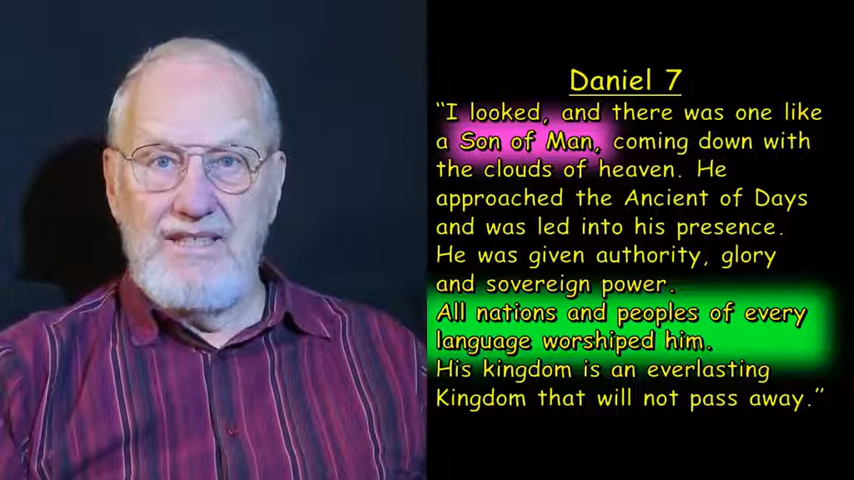 Daniel 7
“I looked, and there was one like
a Son of Man, coming down with
the clouds of heaven. He
approached the Ancient of Days
and was led into his presence.
He was given authority, glory
and sovereign power.
All nations and peoples of every
language worshiped him.
His kingdom is an everlasting
Kingdom that will not pass away.”